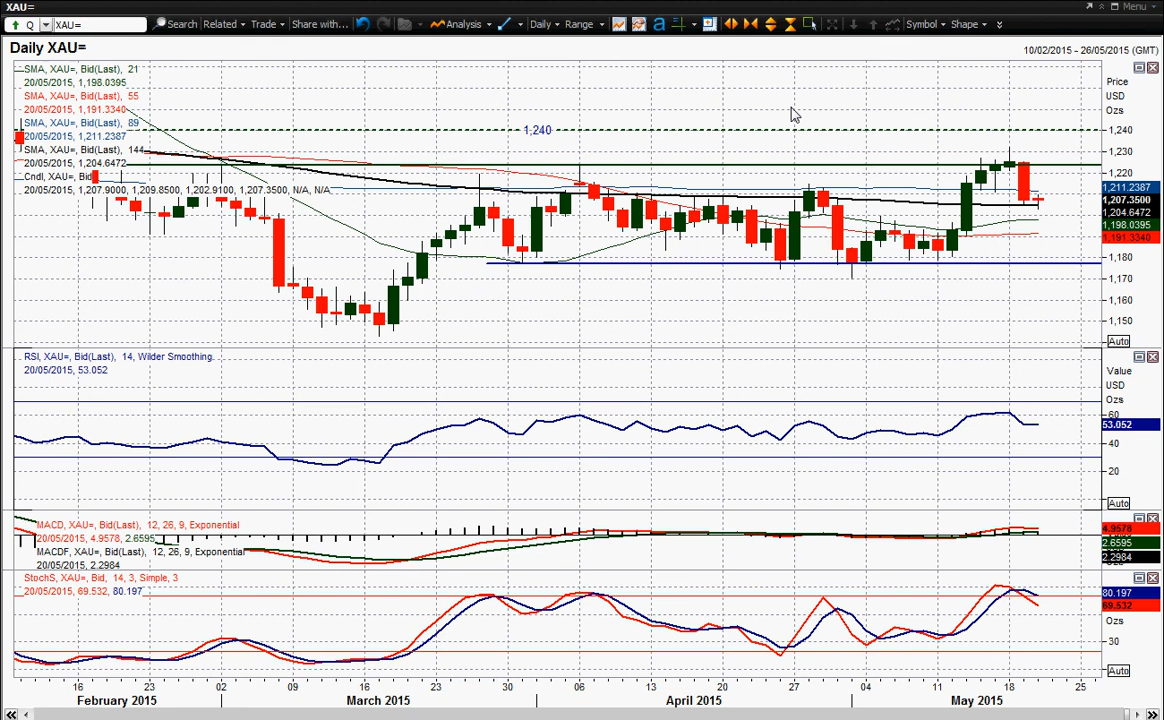 XAU=
Menu
Q XAU= Search Related Trade Share with... Analysis Daily Range Symbol Shape
Daily XAU=
10/02/2015 - 26/05/2015 (GMT)
SMA, XAU=, Bid(Last), 21
20/05/2015, 1,198.0395
SMA, XAU=, Bid(Last), 55
20/05/2015, 1,191.3340
SMA, XAU=, Bid(Last), 89
20/05/2015, 1,211.2387
SMA, XAU=, Bid(Last), 144
20/05/2015, 1,204.6472
Cndl, XAU=, Bid
20/05/2015, 1,207.9000, 1,209.8500, 1,202.9100, 1,207.3500, N/A, N/A
1,240
Price
USD
Ozs
1,240
1,230
1,220
1,211.2387
1,207.3500
1,204.6472
1,198.0395
1,191.3340
1,180
1,170
1,160
1,150
Auto
RSI, XAU=, Bid(Last), 14, Wilder Smoothing
20/05/2015, 53.052
Value
USD
Ozs
60
53.052
40
20
Auto
MACD, XAU=, Bid(Last), 12, 26, 9, Exponential
20/05/2015, 4.9578, 2.6595
MACDF, XAU=, Bid(Last), 12, 26, 9, Exponential
20/05/2015, 2.2984
4.9578
2.6595
2.2984
StochS, XAU=, Bid, 14, 3, Simple, 3
20/05/2015, 69.532, 80.197
80.197
69.532
Ozs
30
Auto
16 23 02 09 16 23 30 06 13 20 27 04 11 18 25
February 2015 March 2015 April 2015 May 2015